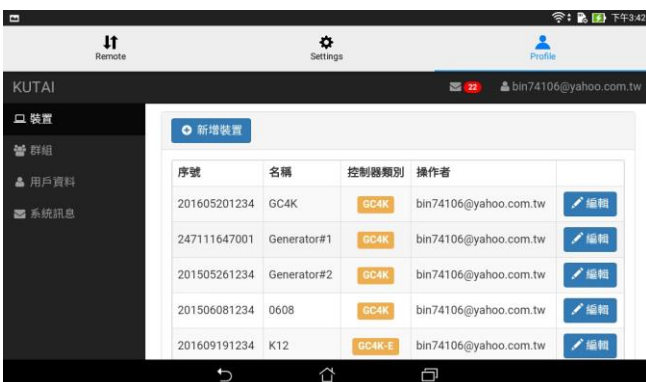 下午3:42
Remote
Settings
Profile
KUTAI
22
bin74106@yahoo.com.tw
裝置
群組
用戶資料
系統訊息
新增裝置
序號 名稱 控制器類別 操作者
201605201234 GC4K GC4K bin74106@yahoo.com.tw 編輯
247111647001 Generator#1 GC4K bin74106@yahoo.com.tw 編輯
201505261234 Generator#2 GC4K bin74106@yahoo.com.tw 編輯
201506081234 0608 GC4K bin74106@yahoo.com.tw 編輯
201609191234 K12 GC4K-E bin74106@yahoo.com.tw 編輯